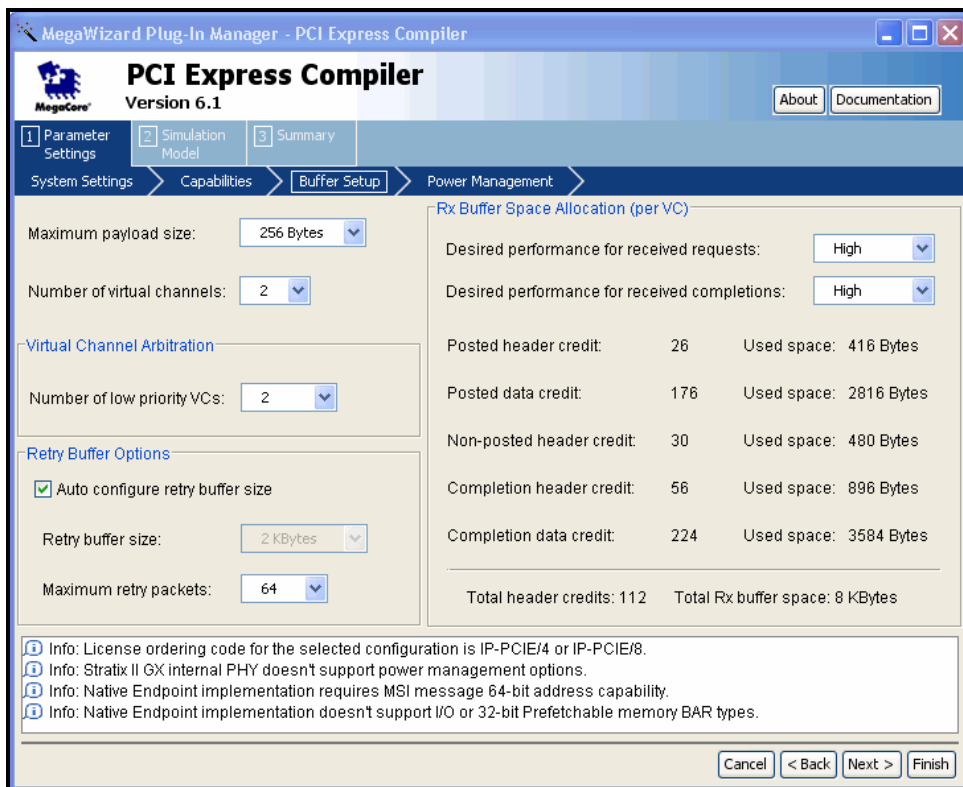 MegaWizard Plug-In Manager - PCI Express Compiler
MegaCore®
PCI Express Compiler
Version 6.1
About
Documentation
1 Parameter Settings
2 Simulation Model
3 Summary
System Settings
Capabilities
Buffer Setup
Power Management
Maximum payload size: 256 Bytes
Number of virtual channels: 2
Virtual Channel Arbitration
Number of low priority VCs: 2
Retry Buffer Options
Auto configure retry buffer size
Retry buffer size: 2 KBytes
Maximum retry packets: 64
Rx Buffer Space Allocation (per VC)
Desired performance for received requests: High
Desired performance for received completions: High
Posted header credit: 26 Used space: 416 Bytes
Posted data credit: 176 Used space: 2816 Bytes
Non-posted header credit: 30 Used space: 480 Bytes
Completion header credit: 56 Used space: 896 Bytes
Completion data credit: 224 Used space: 3584 Bytes
Total header credits: 112 Total Rx buffer space: 8 KBytes
Info: License ordering code for the selected configuration is IP-PCIE/4 or IP-PCIE/8.
Info: Stratix II GX internal PHY doesn't support power management options.
Info: Native Endpoint implementation requires MSI message 64-bit address capability.
Info: Native Endpoint implementation doesn't support I/O or 32-bit Prefetchable memory BAR types.
Cancel
< Back
Next >
Finish